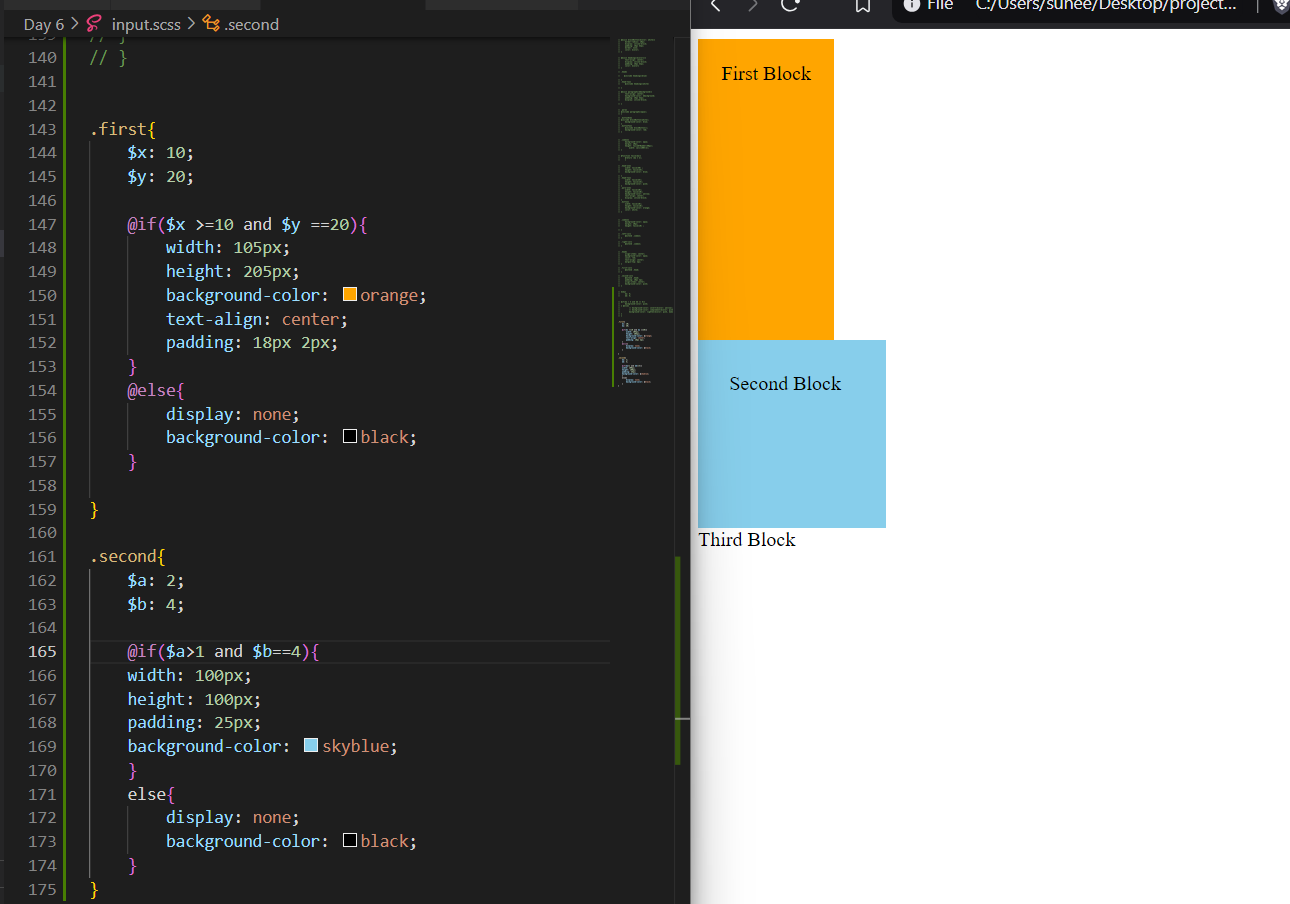 Day 6 > input.scss > .second
140 // }
141
142
143 .first{
144 $x: 10;
145 $y: 20;
146
147 @if($x >=10 and $y ==20){
148 width: 105px;
149 height: 205px;
150 background-color: orange;
151 text-align: center;
152 padding: 18px 2px;
153 }
154 @else{
155 display: none;
156 background-color: black;
157 }
158
159 }
160
161 .second{
162 $a: 2;
163 $b: 4;
164
165 @if($a>1 and $b==4){
166 width: 100px;
167 height: 100px;
168 padding: 25px;
169 background-color: skyblue;
170 }
171 else{
172 display: none;
173 background-color: black;
174 }
175 }
File C:/Users/sunee/Desktop/project...
First Block
Second Block
Third Block